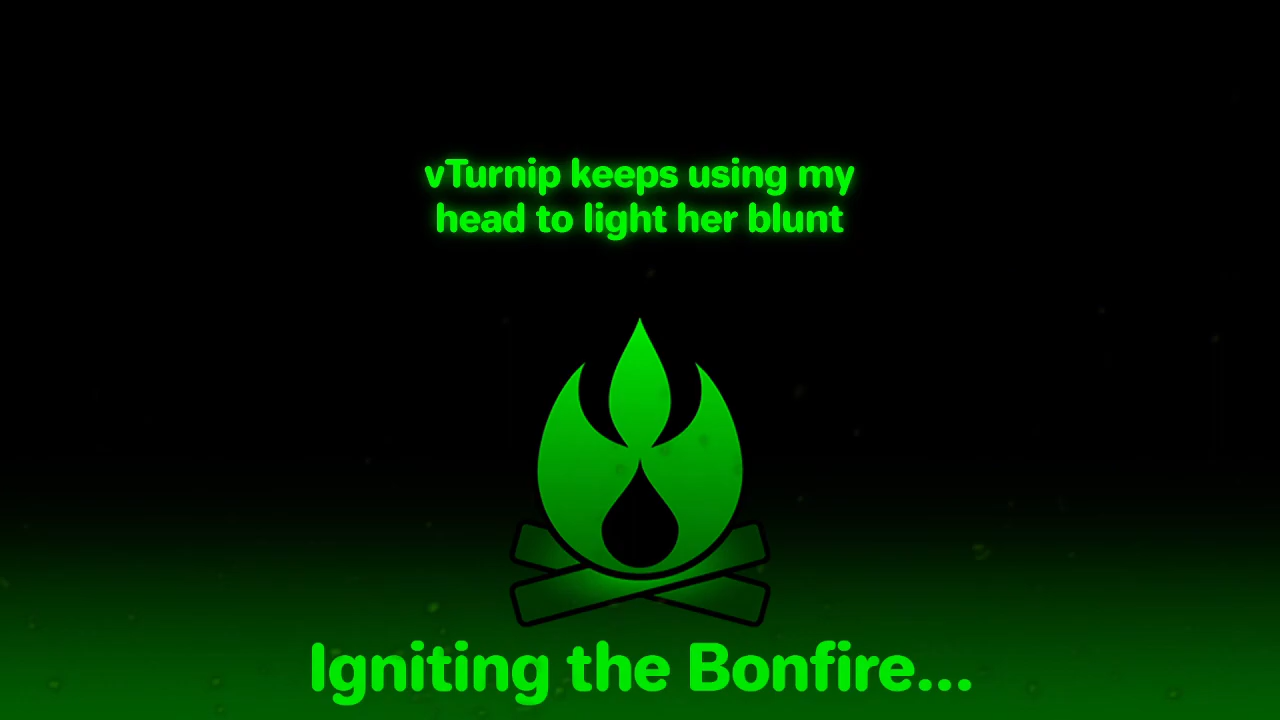 vTurnip keeps using my
head to light her blunt
Igniting the Bonfire...